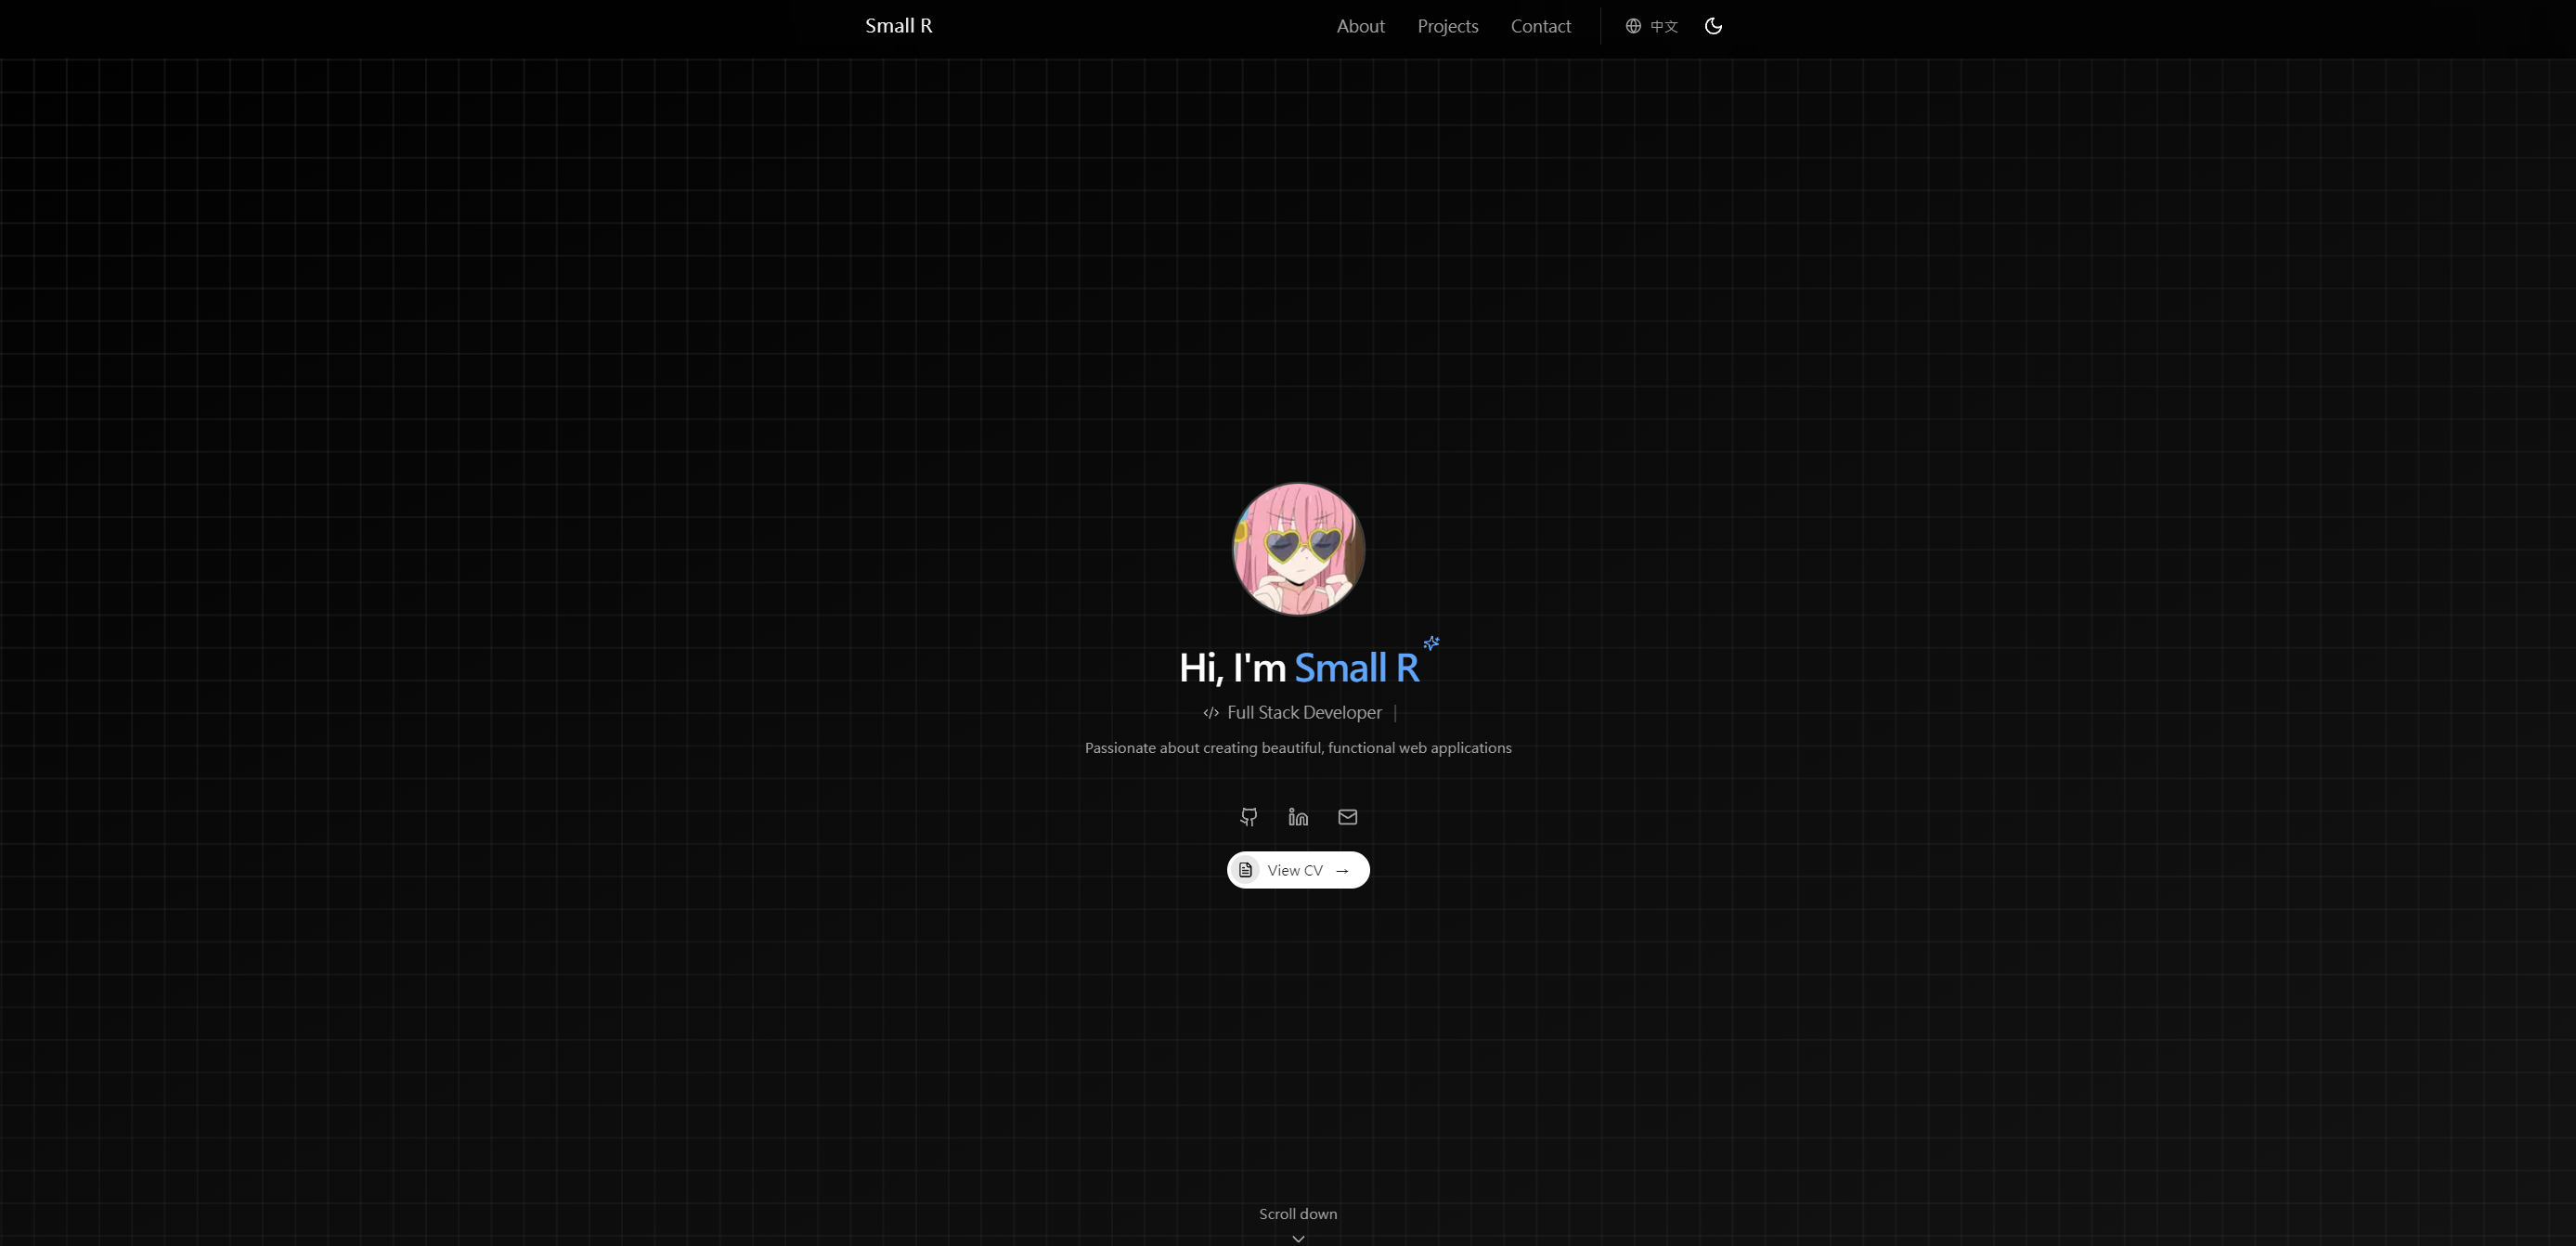 Small R
About
Projects
Contact
中文
Hi, I'm Small R
Full Stack Developer |
Passionate about creating beautiful, functional web applications
View CV →
Scroll down